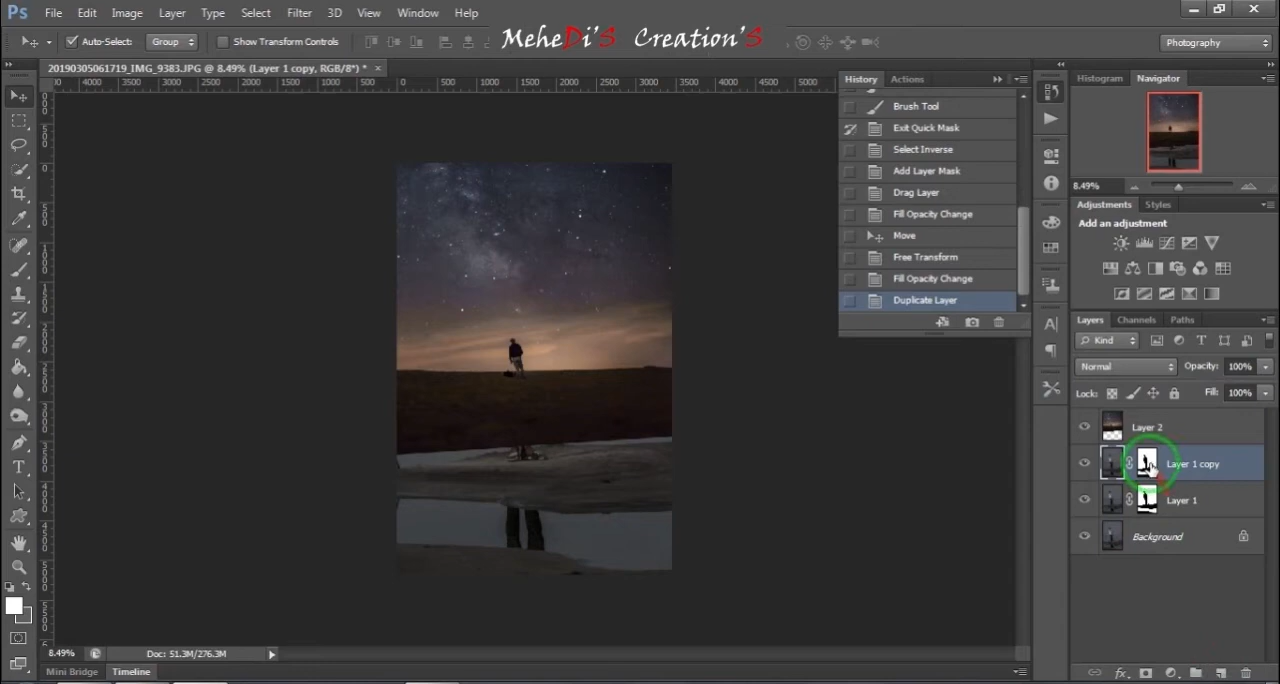 Ps File Edit Image Layer Type Select Filter 3D View Window Help
Auto-Select: Group Show Transform Controls MeheDi'S Creation'S Photography
20190305061719_IMG_9383.JPG @ 8.49% (Layer 1 copy, RGB/8*) * ×
History Actions
Histogram Navigator
Brush Tool
Exit Quick Mask
Select Inverse
Add Layer Mask
Drag Layer
Fill Opacity Change
Move
Free Transform
Fill Opacity Change
Duplicate Layer
8.49%
Adjustments Styles
Add an adjustment
Layers Channels Paths
Kind
Normal Opacity: 100%
Lock: Fill: 100%
Layer 2
Layer 1 copy
Layer 1
Background
8.49% Doc: 51.3M/276.3M
Mini Bridge Timeline